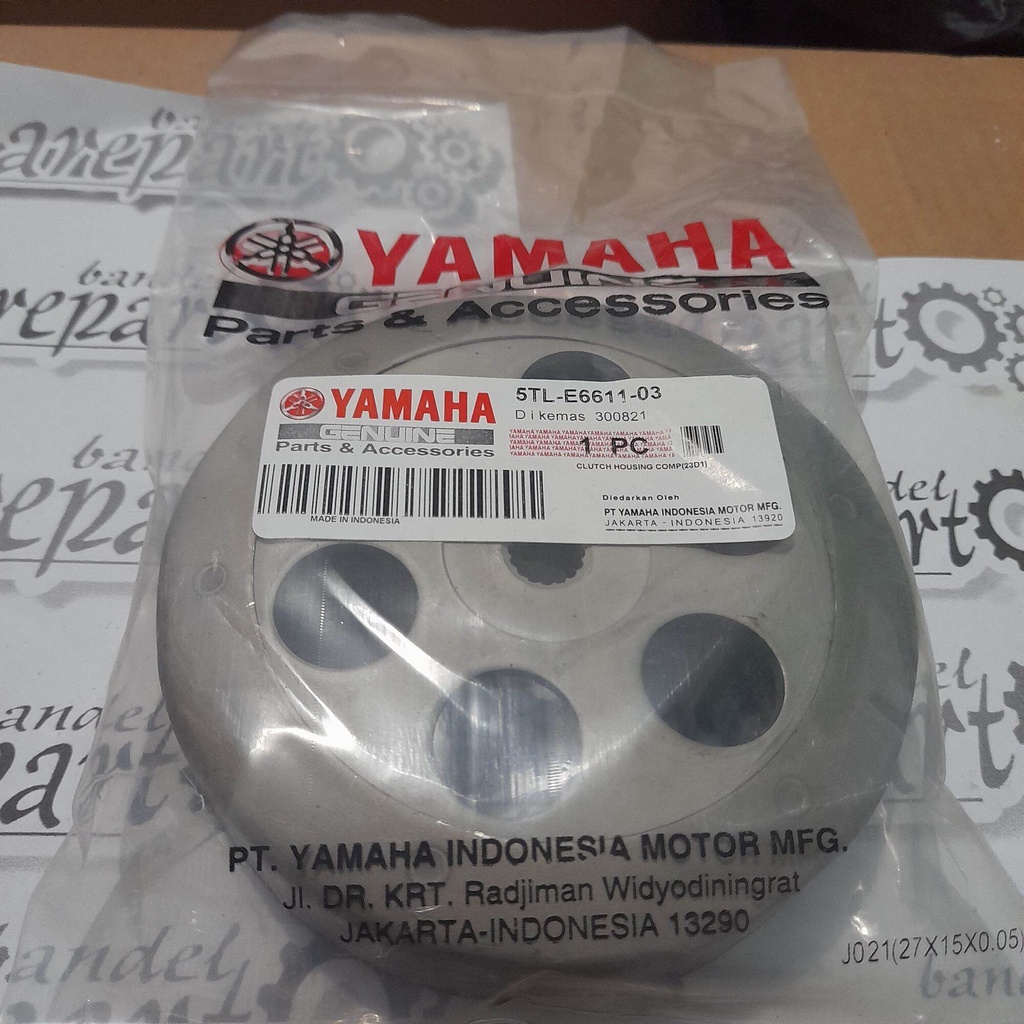 YAMAHA
GENUINE
Parts & Accessories
YAMAHA
GENUINE
Parts & Accessories
MADE IN INDONESIA
5TL-E6611-03
Dikemas 300821
1 PC
CLUTCH HOUSING COMP(23D1)
Diedarkan Oleh
PT YAMAHA INDONESIA MOTOR MFG.
JAKARTA - INDONESIA 13920
PT. YAMAHA INDONESIA MOTOR MFG.
Jl. DR. KRT. Radjiman Widyodiningrat
JAKARTA-INDONESIA 13290
J021(27X15X0.05)
bandel
part